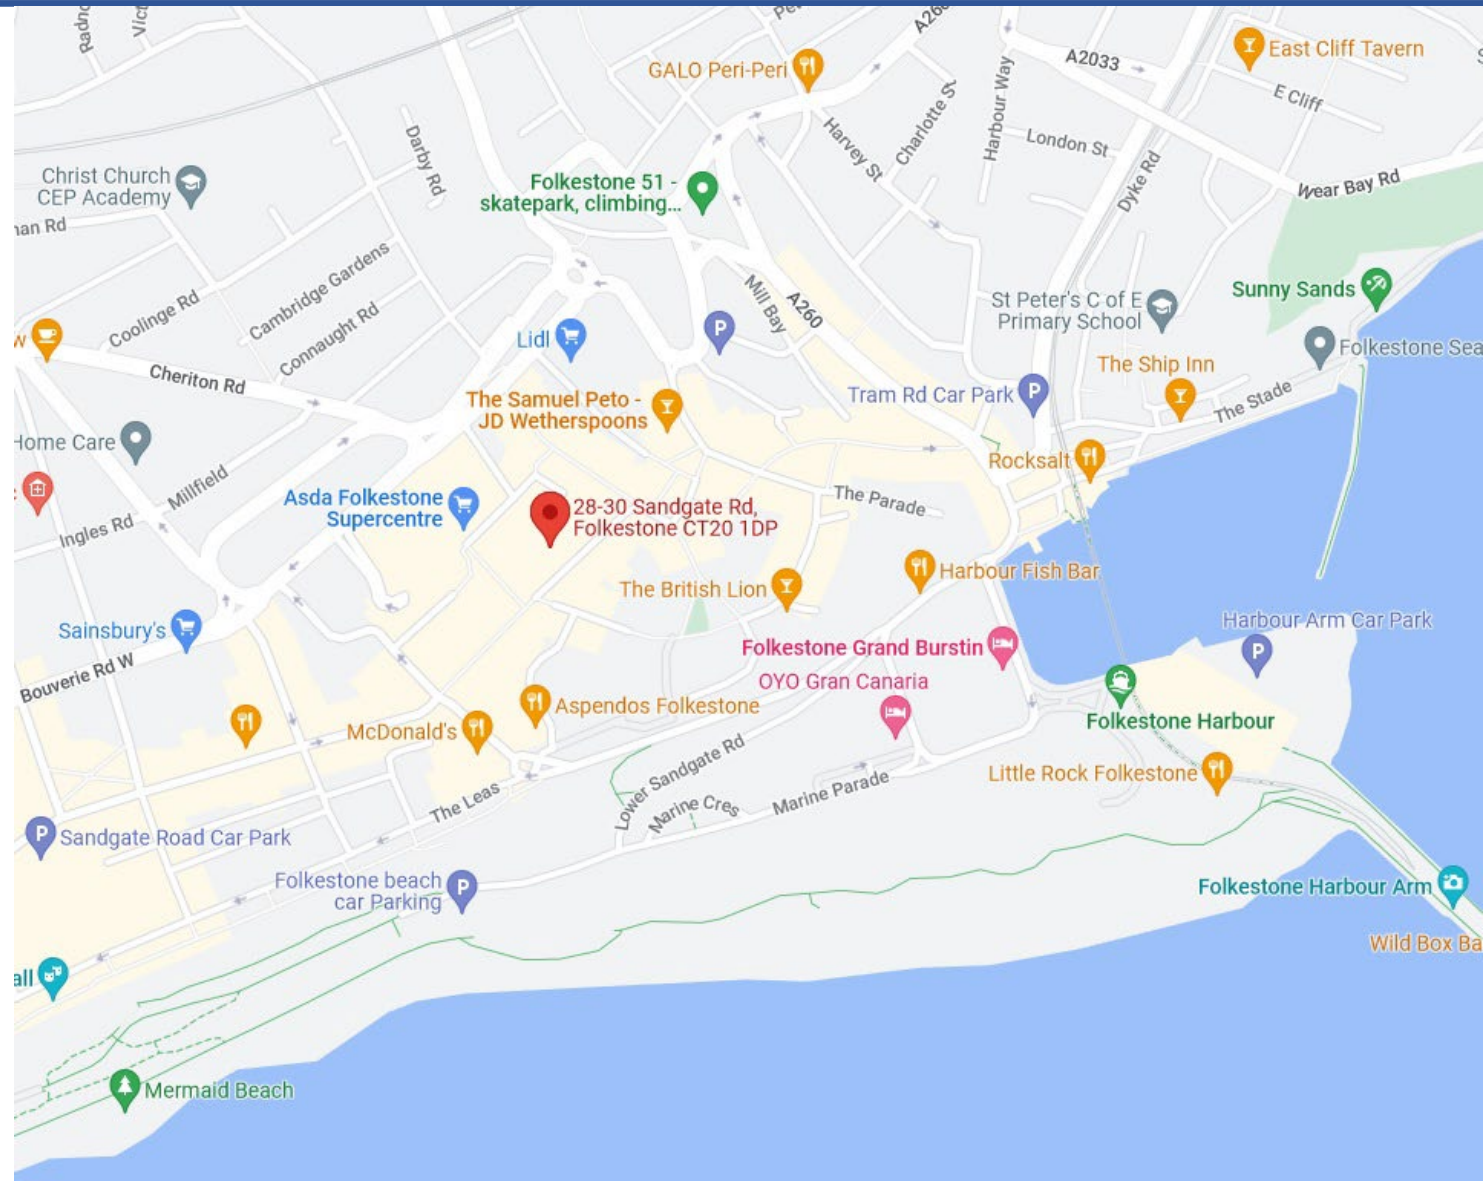 Radno
Vict
Pet
A260
GALO Peri-Peri
A2033
East Cliff Tavern
E Cliff
Harbour Way
Charlotte St
Harvey St
London St
Darby Rd
Dyke Rd
Wear Bay Rd
Christ Church
CEP Academy
Folkestone 51 -
skatepark, climbing...
man Rd
Coolinge Rd
Cambridge Gardens
Connaught Rd
Mill Bay
A260
St Peter's C of E
Primary School
Sunny Sands
W
Lidl
P
Folkestone Sea
The Ship Inn
Cheriton Rd
The Samuel Peto -
JD Wetherspoons
Tram Rd Car Park
P
The Stade
Home Care
Millfield
Rocksalt
Ingles Rd
Asda Folkestone
Supercentre
28-30 Sandgate Rd,
Folkestone CT20 1DP
The Parade
The British Lion
Harbour Fish Bar
Sainsbury's
Harbour Arm Car Park
P
Folkestone Grand Burstin
OYO Gran Canaria
Bouverie Rd W
Aspendos Folkestone
McDonald's
Folkestone Harbour
Lower Sandgate Rd
Little Rock Folkestone
The Leas
Marine Cres
Marine Parade
P
Sandgate Road Car Park
Folkestone beach
car Parking
P
Folkestone Harbour Arm
Wild Box Ba
all
Mermaid Beach